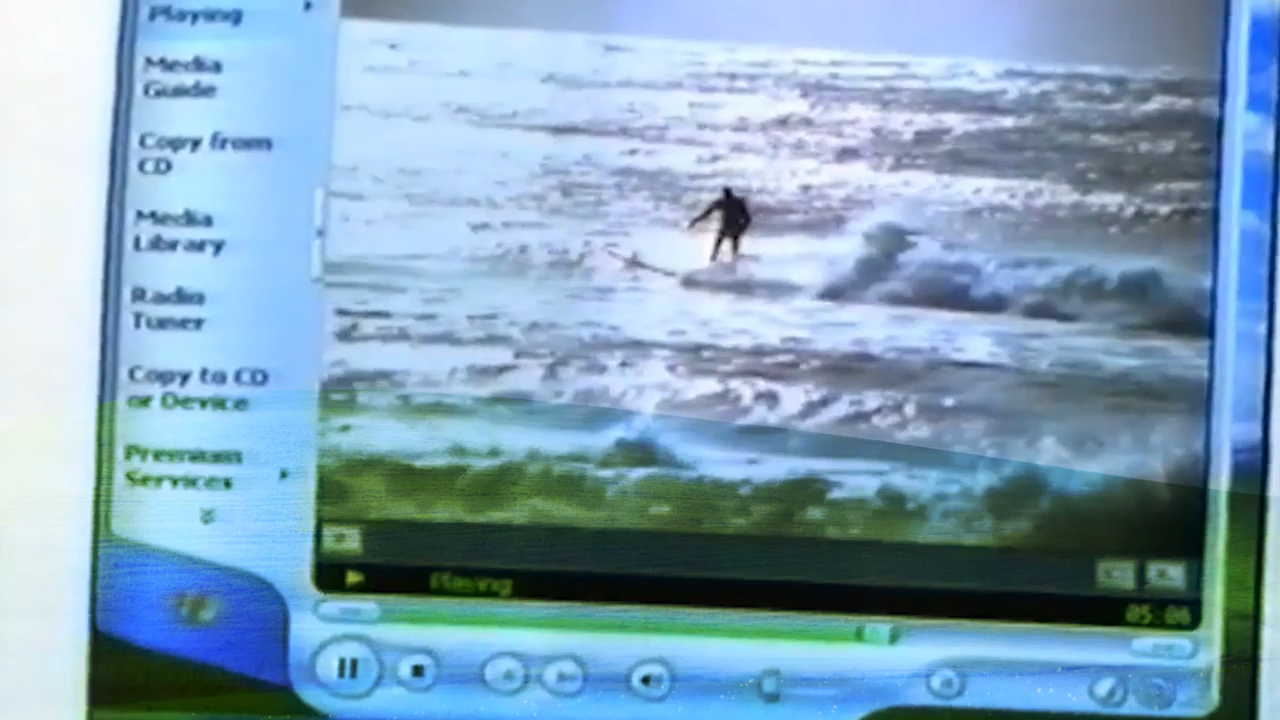 Playing
Media
Guide
Copy from
CD
Media
Library
Radio
Tuner
Copy to CD
or Device
Premium
Services
Playing
05:06